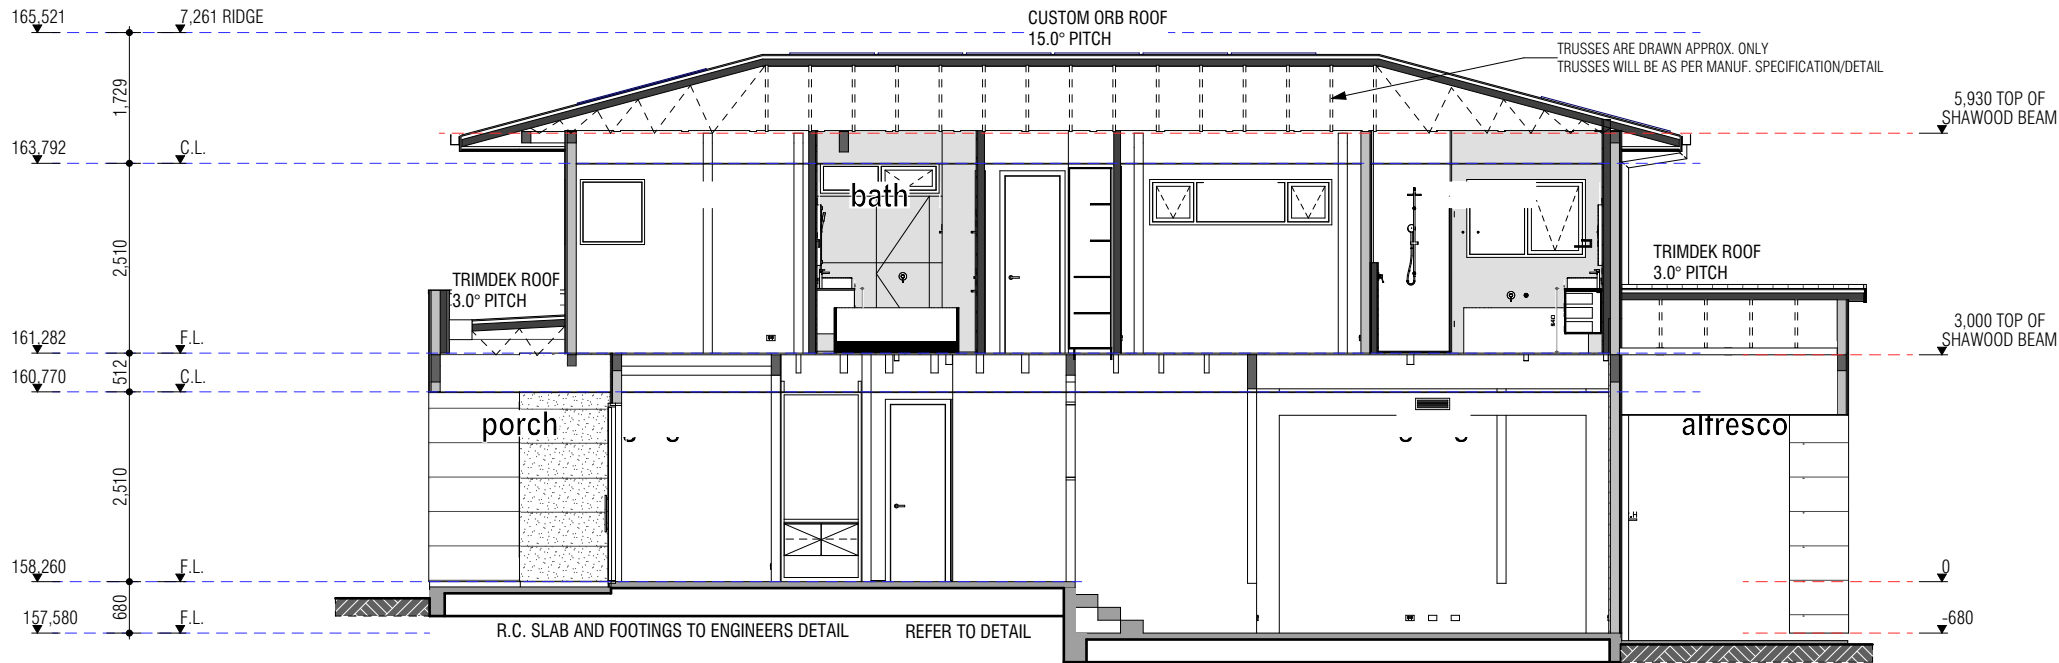 165,521
7,261 RIDGE
CUSTOM ORB ROOF
15.0° PITCH
TRUSSES ARE DRAWN APPROX. ONLY
TRUSSES WILL BE AS PER MANUF. SPECIFICATION/DETAIL
1,729
5,930 TOP OF
SHAWOOD BEAM
163,792
C.L.
bath
2,510
TRIMDEK ROOF
3.0° PITCH
TRIMDEK ROOF
3.0° PITCH
161,282
F.L.
3,000 TOP OF
SHAWOOD BEAM
512
160,770
C.L.
porch
alfresco
2,510
158,260
F.L.
0
680
157,580
F.L.
R.C. SLAB AND FOOTINGS TO ENGINEERS DETAIL
REFER TO DETAIL
-680